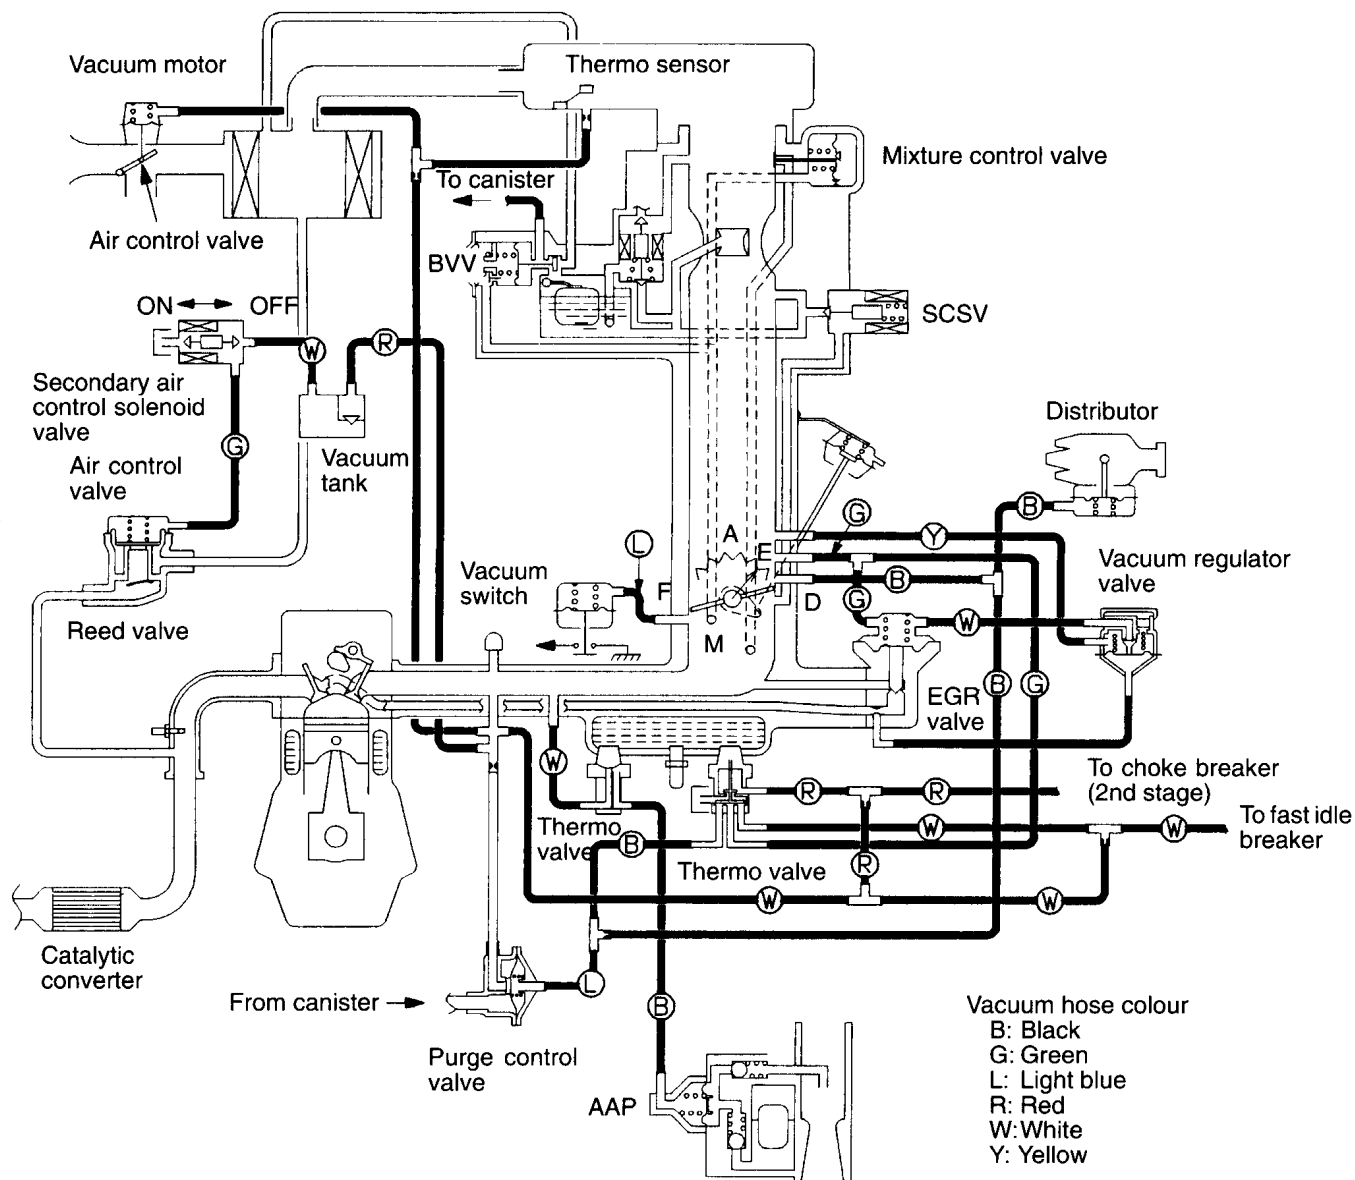 Vacuum motor
Thermo sensor
Mixture control valve
To canister
Air control valve
BVV
ON
OFF
SCSV
W
R
Secondary air
control solenoid
valve
Distributor
G
Air control
valve
Vacuum
tank
B
G
L
A
Y
E
Vacuum regulator
valve
Vacuum
switch
F
B
D
G
W
Reed valve
M
B
G
EGR
valve
W
To choke breaker
(2nd stage)
R
R
To fast idle
breaker
Thermo
valve
B
W
W
Thermo valve
R
W
W
Catalytic
converter
L
From canister
B
Purge control
valve
AAP
Vacuum hose colour
B: Black
G: Green
L: Light blue
R: Red
W: White
Y: Yellow